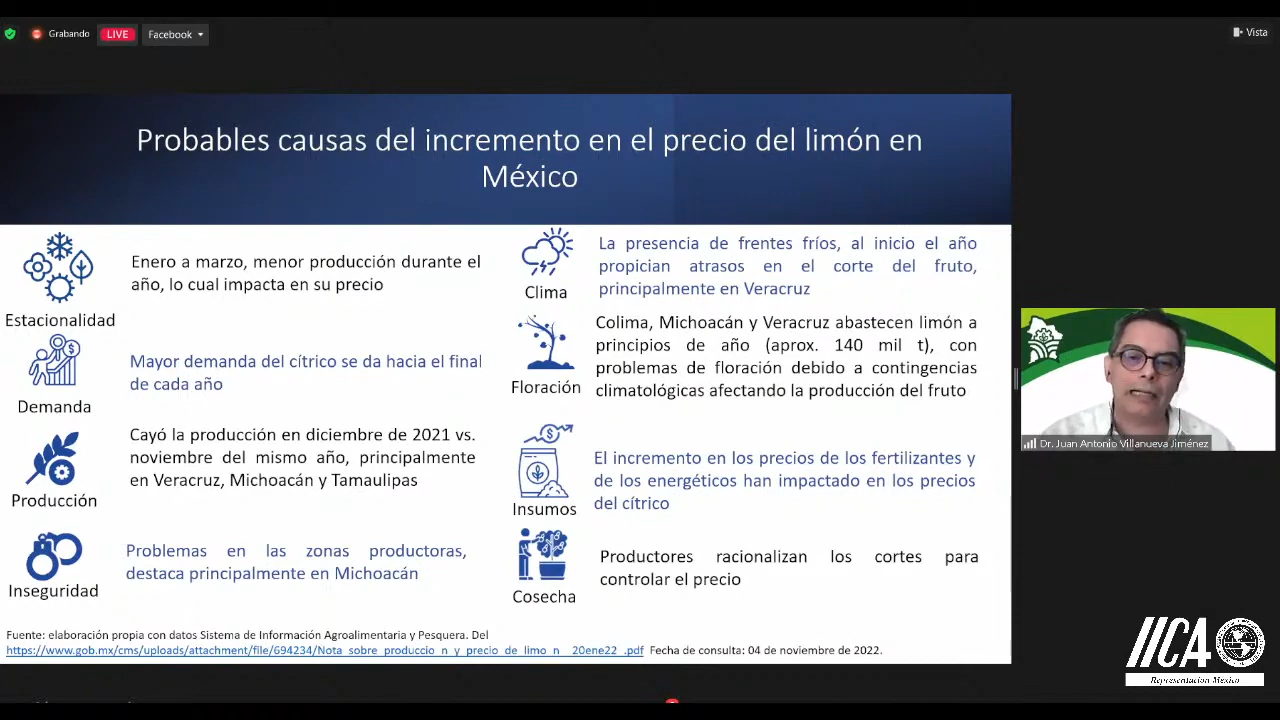 Grabando
LIVE
Facebook
Vista
Probables causas del incremento en el precio del limón en
México
Estacionalidad
Enero a marzo, menor producción durante el
año, lo cual impacta en su precio
Demanda
Mayor demanda del cítrico se da hacia el final
de cada año
Producción
Cayó la producción en diciembre de 2021 vs.
noviembre del mismo año, principalmente
en Veracruz, Michoacán y Tamaulipas
Inseguridad
Problemas en las zonas productoras,
destaca principalmente en Michoacán
Clima
La presencia de frentes fríos, al inicio el año
propician atrasos en el corte del fruto,
principalmente en Veracruz
Floración
Colima, Michoacán y Veracruz abastecen limón a
principios de año (aprox. 140 mil t), con
problemas de floración debido a contingencias
climatológicas afectando la producción del fruto
Insumos
El incremento en los precios de los fertilizantes y
de los energéticos han impactado en los precios
del cítrico
Cosecha
Productores racionalizan los cortes para
controlar el precio
Fuente: elaboración propia con datos Sistema de Información Agroalimentaria y Pesquera. Del
https://www.gob.mx/cms/uploads/attachment/file/694234/Nota_sobre_produccio_n_y_precio_de_limo_n__20ene22_.pdf Fecha de consulta: 04 de noviembre de 2022.
Dr. Juan Antonio Villanueva Jiménez
IICA
Representación México